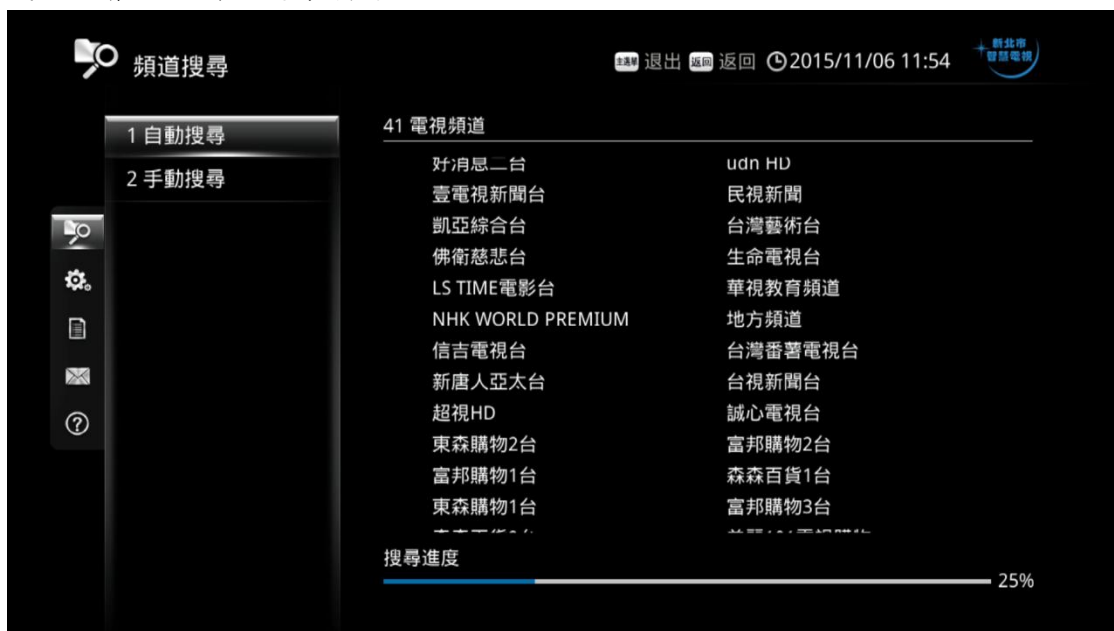 頻道搜尋
主選單 退出 返回 返回 2015/11/06 11:54
新北市
智慧電視
1 自動搜尋
2 手動搜尋
41 電視頻道
好消息二台 udn HD
壹電視新聞台 民視新聞
凱亞綜合台 台灣藝術台
佛衛慈悲台 生命電視台
LS TIME電影台 華視教育頻道
NHK WORLD PREMIUM 地方頻道
信吉電視台 台灣番薯電視台
新唐人亞太台 台視新聞台
超視HD 誠心電視台
東森購物2台 富邦購物2台
富邦購物1台 森森百貨1台
東森購物1台 富邦購物3台
搜尋進度
25%